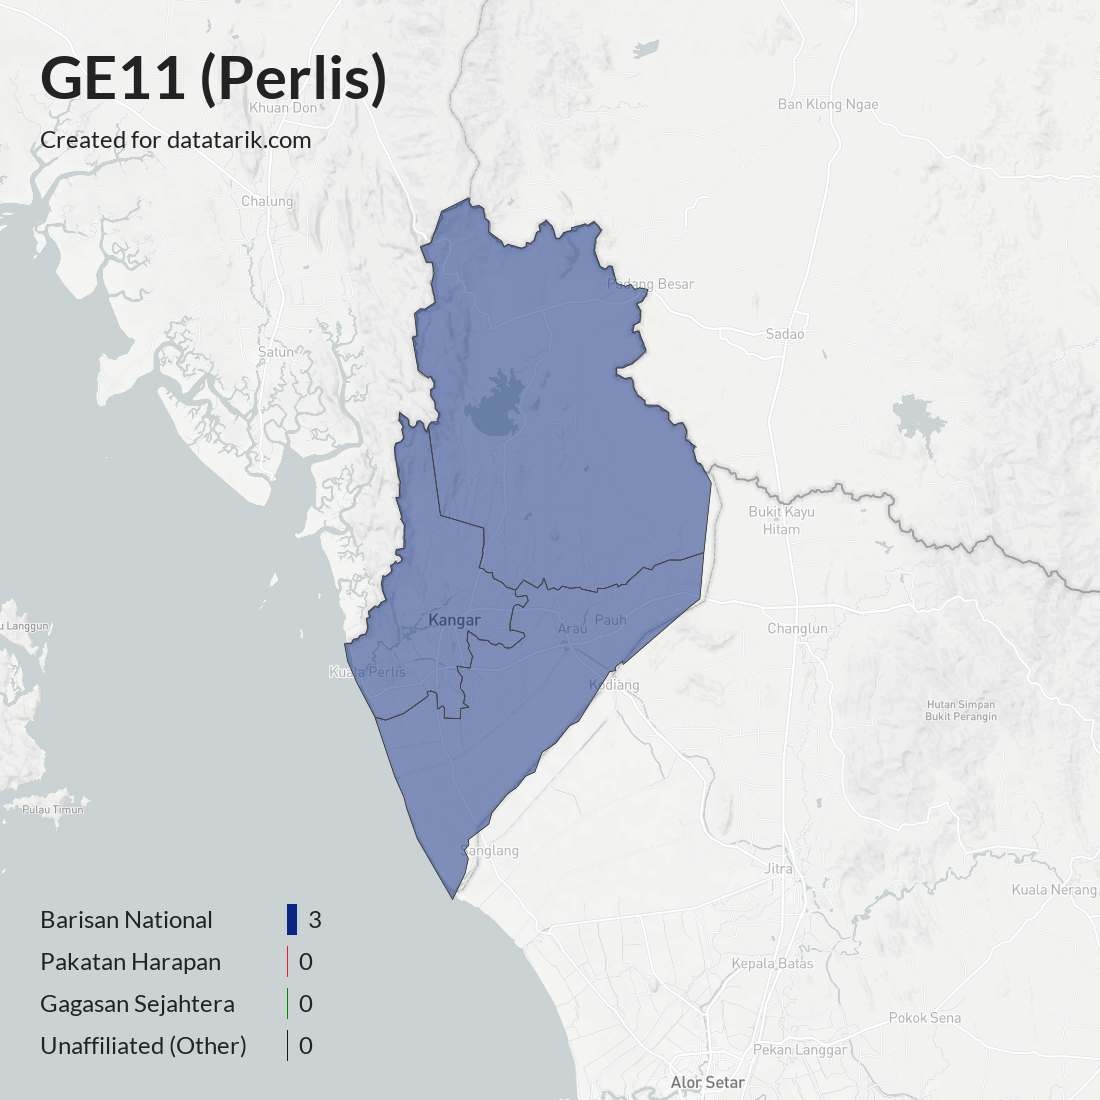 GE11 (Perlis)
Created for datatarik.com
Khuan Don
Ban Klong Ngae
Chalung
Padang Besar
Sadao
Satun
Bukit Kayu
Hitam
Langgun
Kangar
Arau
Pauh
Changlun
Kuala Perlis
Kodiang
Hutan Simpan
Bukit Perangin
Pulau Timun
Sanglang
Jitra
Kuala Nerang
Barisan National 3
Pakatan Harapan 0
Kepala Batas
Gagasan Sejahtera 0
Pokok Sena
Unaffiliated (Other) 0
Pekan Langgar
Alor Setar